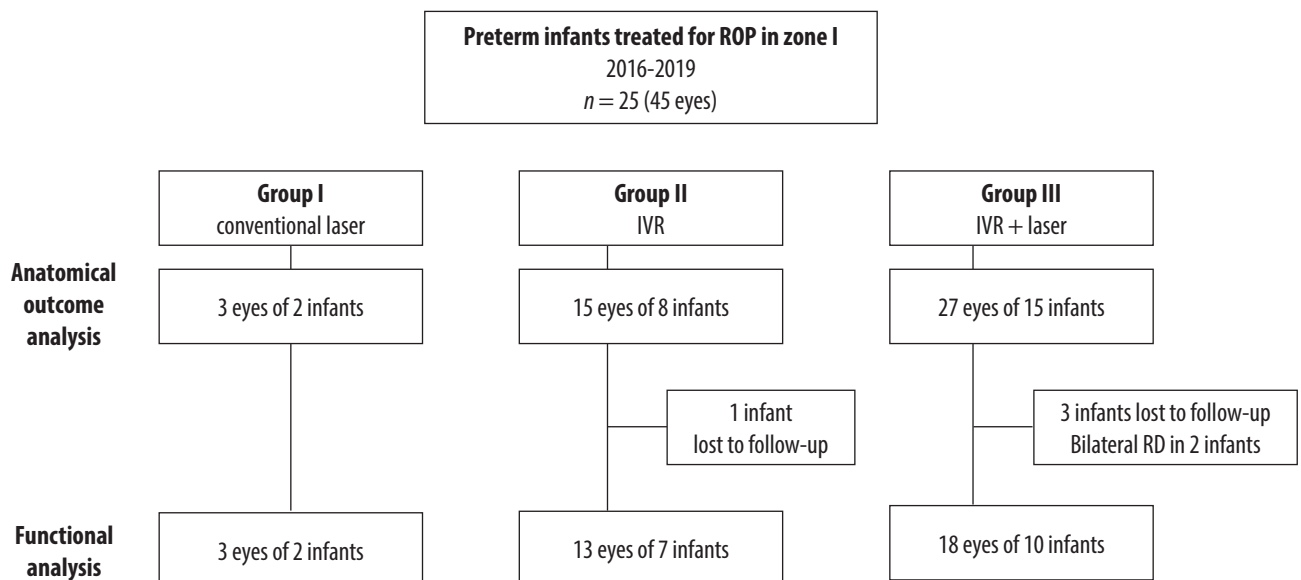 Preterm infants treated for ROP in zone I
2016-2019
n = 25 (45 eyes)
Group I
conventional laser
Group II
IVR
Group III
IVR + laser
Anatomical
outcome
analysis
3 eyes of 2 infants
15 eyes of 8 infants
27 eyes of 15 infants
1 infant
lost to follow-up
3 infants lost to follow-up
Bilateral RD in 2 infants
Functional
analysis
3 eyes of 2 infants
13 eyes of 7 infants
18 eyes of 10 infants